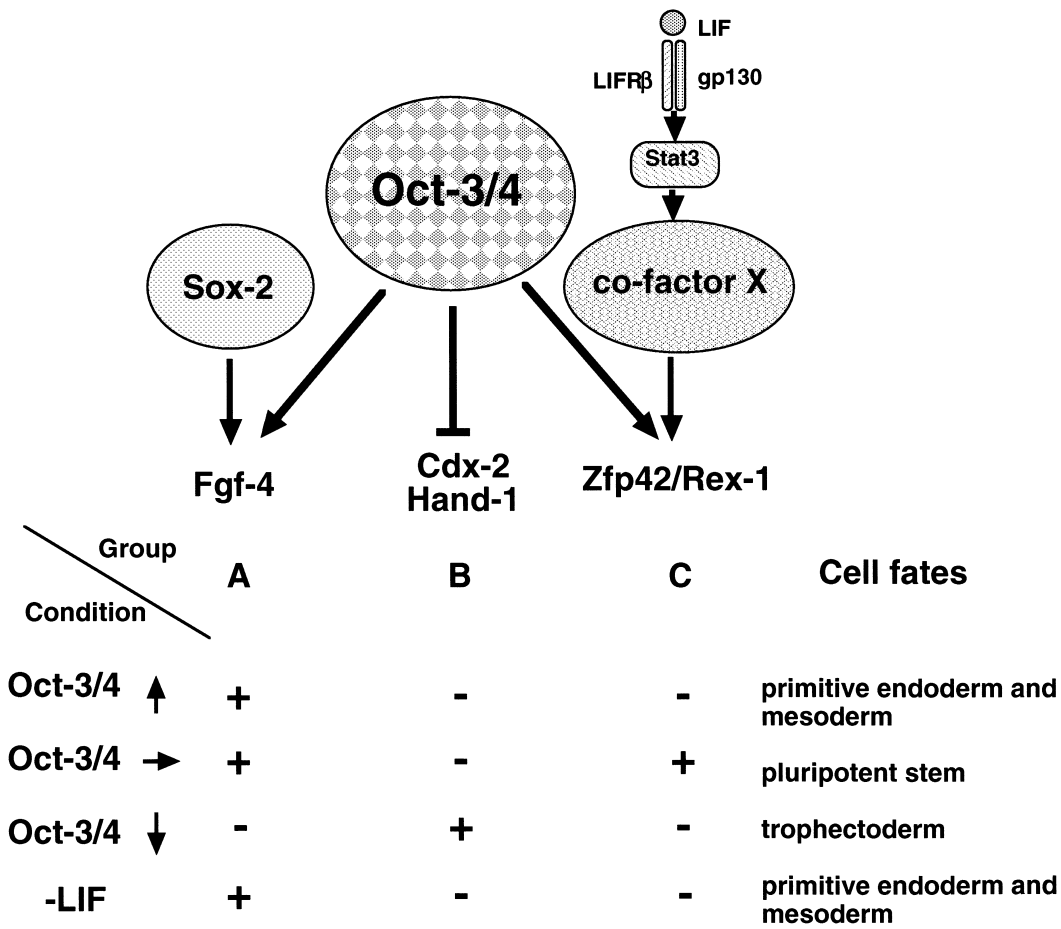 LIF
LIFRβ
gp130
Stat3
Oct-3/4
Sox-2
co-factor X
Fgf-4
Cdx-2
Hand-1
Zfp42/Rex-1
Group
Condition
A
B
C
Cell fates
Oct-3/4 ↑ + - - primitive endoderm and
mesoderm
Oct-3/4 → + - + pluripotent stem
Oct-3/4 ↓ - + - trophectoderm
-LIF + - - primitive endoderm and
mesoderm